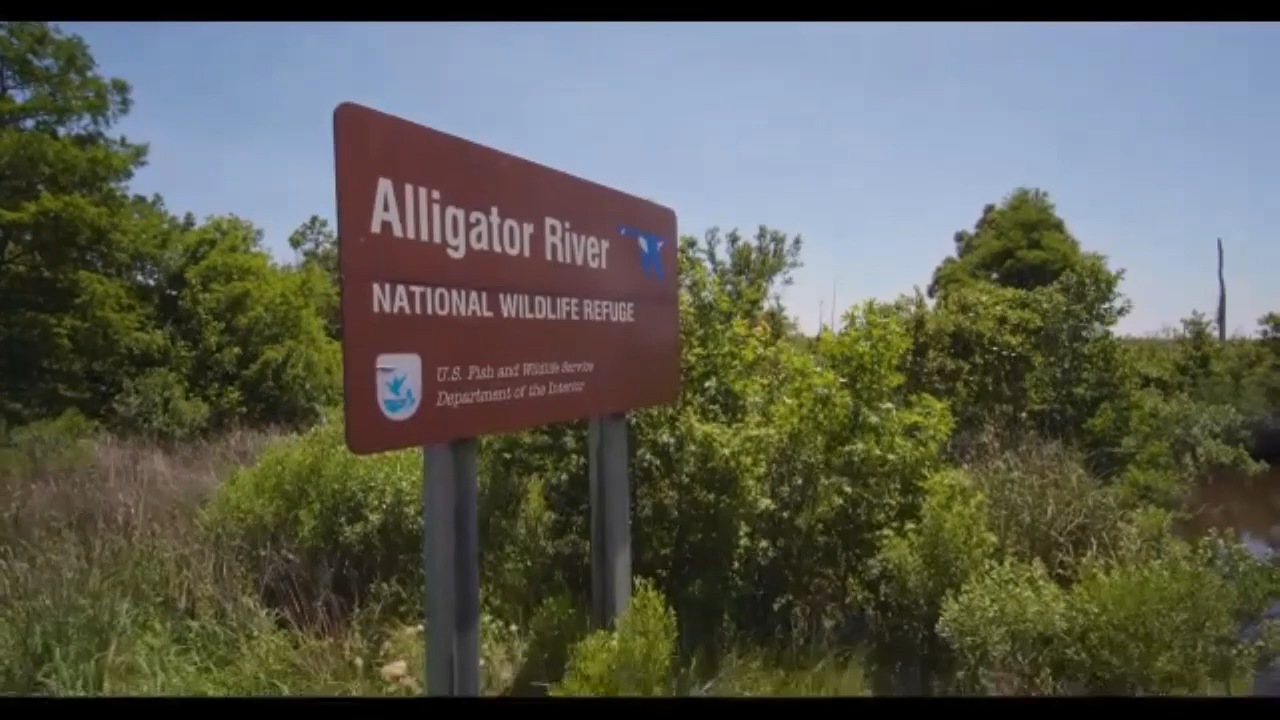 Alligator River
NATIONAL WILDLIFE REFUGE
U.S. Fish and Wildlife Service
Department of the Interior